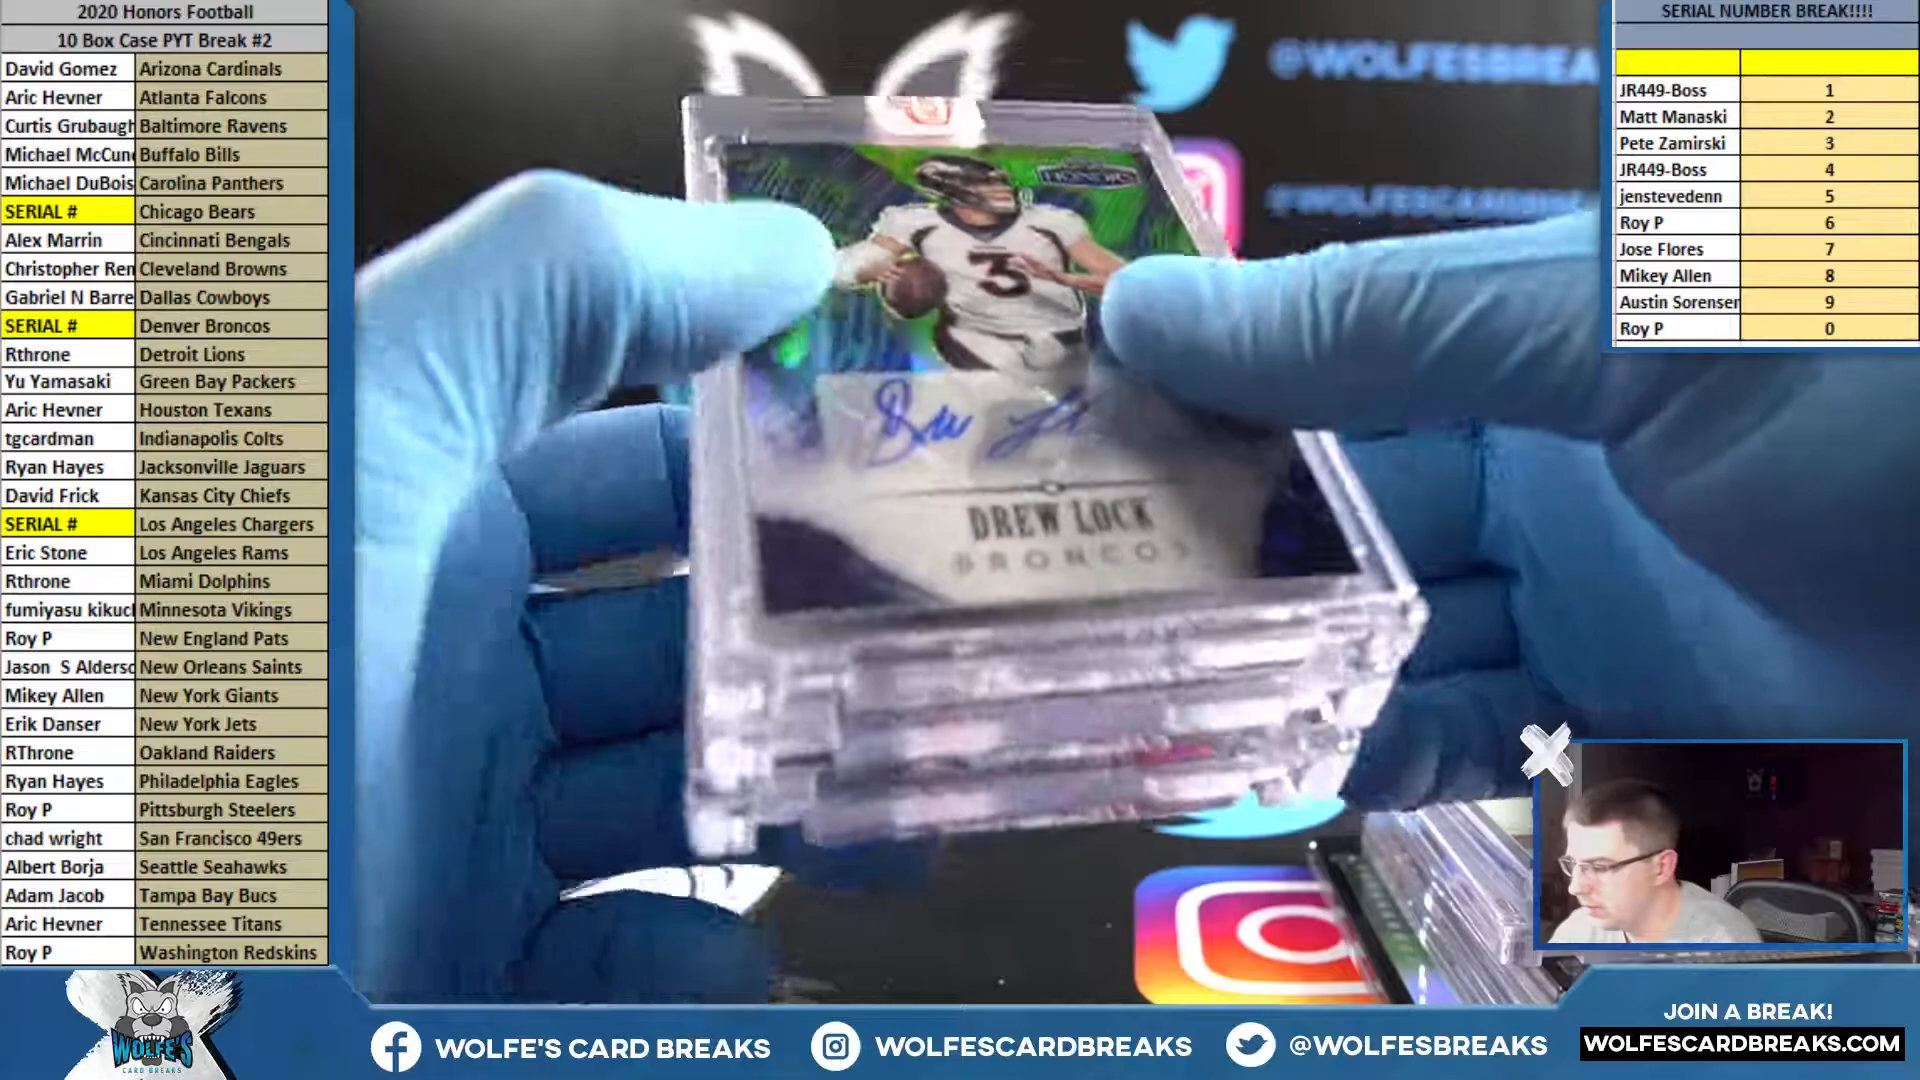 2020 Honors Football
10 Box Case PYT Break #2
David Gomez Arizona Cardinals
Aric Hevner Atlanta Falcons
Curtis Grubaugh Baltimore Ravens
Michael McCun Buffalo Bills
Michael DuBois Carolina Panthers
SERIAL # Chicago Bears
Alex Marrin Cincinnati Bengals
Christopher Ren Cleveland Browns
Gabriel N Barre Dallas Cowboys
SERIAL # Denver Broncos
Rthrone Detroit Lions
Yu Yamasaki Green Bay Packers
Aric Hevner Houston Texans
tgcardman Indianapolis Colts
Ryan Hayes Jacksonville Jaguars
David Frick Kansas City Chiefs
SERIAL # Los Angeles Chargers
Eric Stone Los Angeles Rams
Rthrone Miami Dolphins
fumiyasu kikuch Minnesota Vikings
Roy P New England Pats
Jason S Alderso New Orleans Saints
Mikey Allen New York Giants
Erik Danser New York Jets
RThrone Oakland Raiders
Ryan Hayes Philadelphia Eagles
Roy P Pittsburgh Steelers
chad wright San Francisco 49ers
Albert Borja Seattle Seahawks
Adam Jacob Tampa Bay Bucs
Aric Hevner Tennessee Titans
Roy P Washington Redskins
@WOLFESBREA
@WOLFESCARDBREA
HONORS
3
Drew Lock
DREW LOCK
BRONCOS
SERIAL NUMBER BREAK!!!!
JR449-Boss 1
Matt Manaski 2
Pete Zamirski 3
JR449-Boss 4
jenstevedenn 5
Roy P 6
Jose Flores 7
Mikey Allen 8
Austin Sorensen 9
Roy P 0
WOLFE'S
CARD BREAKS
WOLFE'S CARD BREAKS
WOLFESCARDBREAKS
@WOLFESBREAKS
JOIN A BREAK!
WOLFESCARDBREAKS.COM